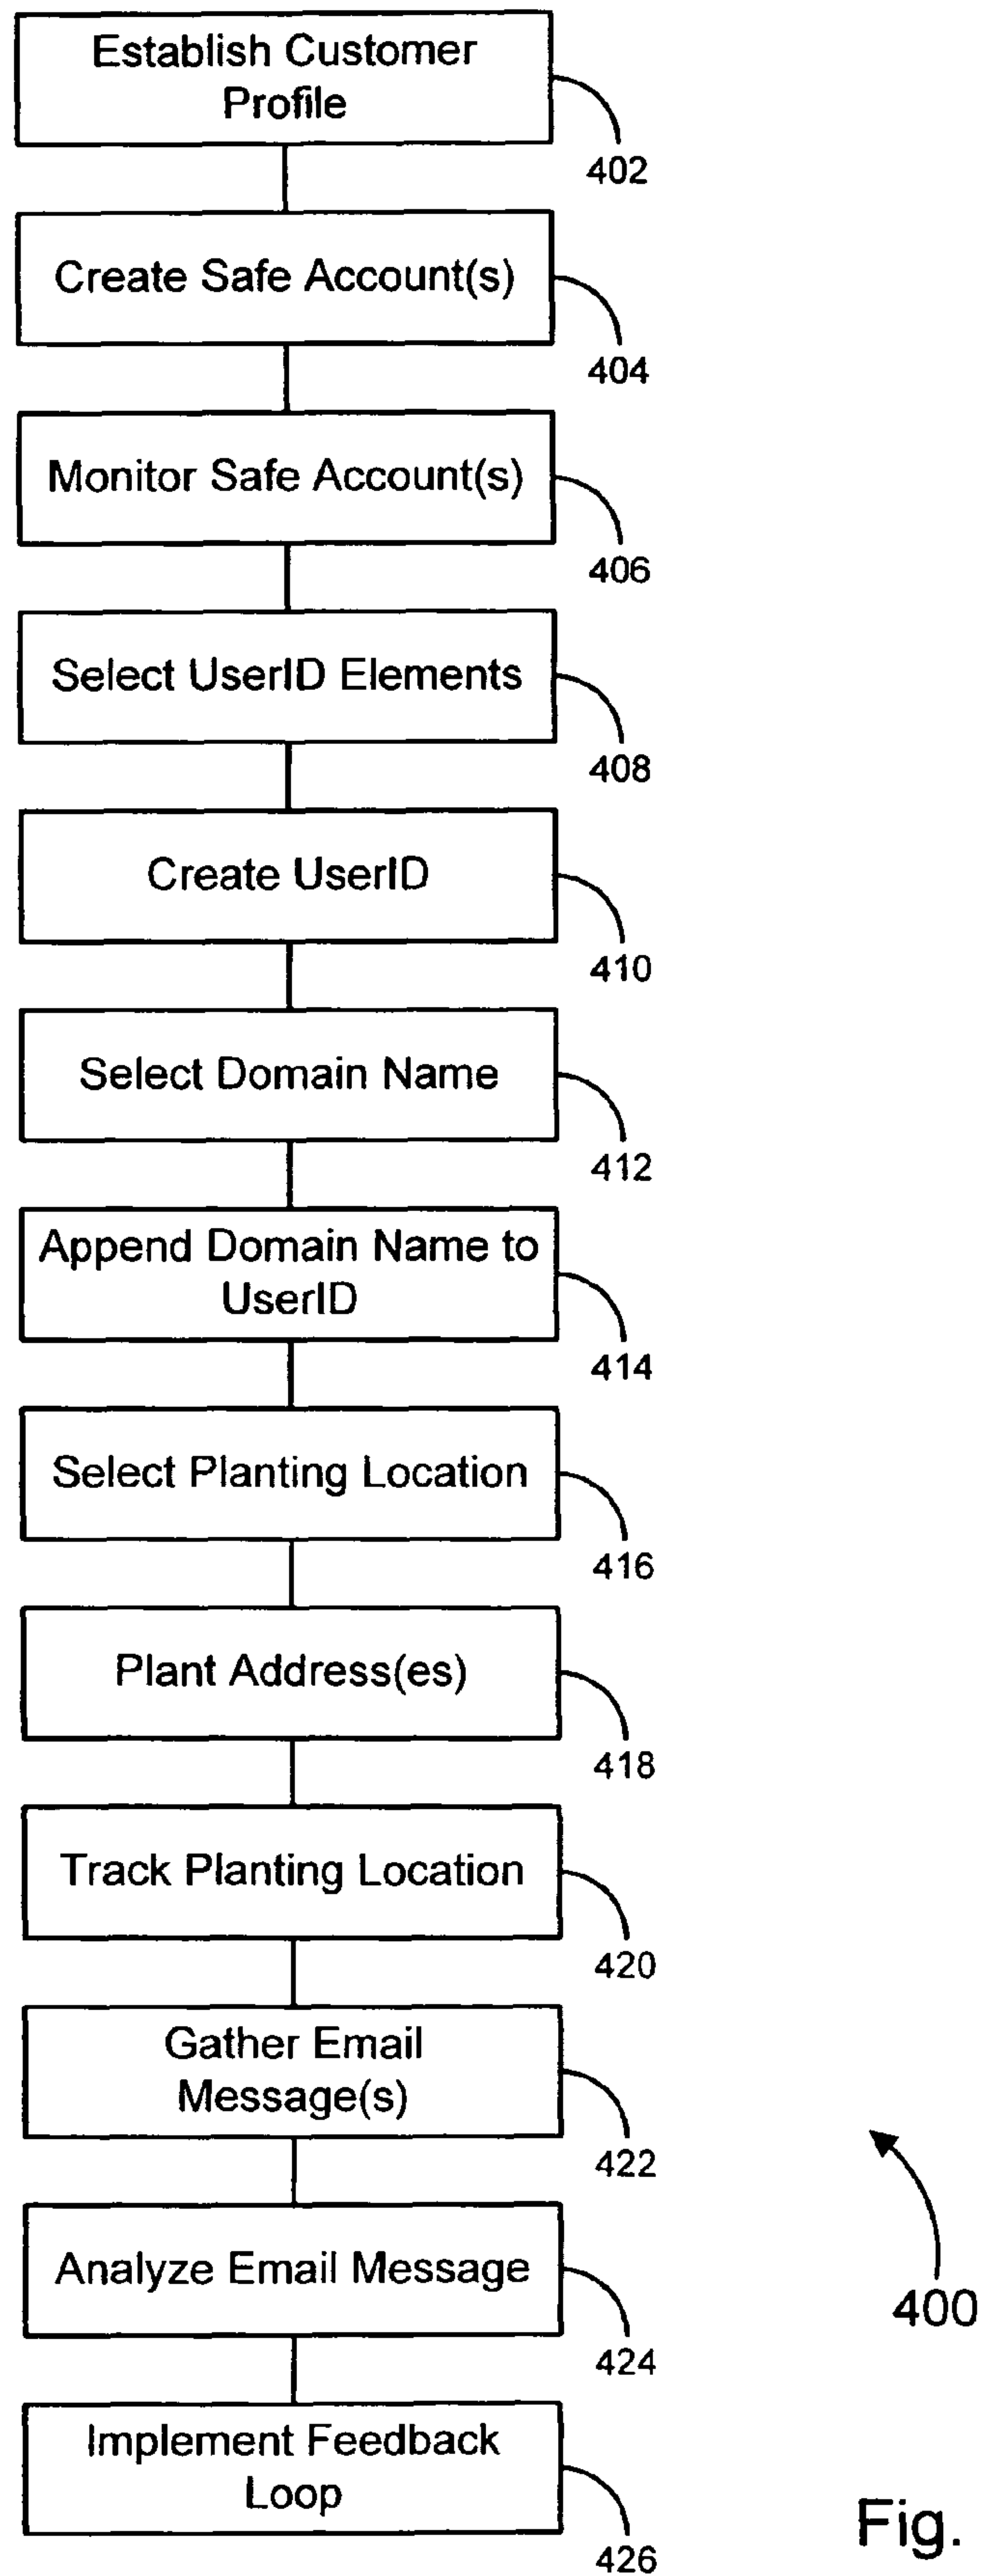 Establish Customer
Profile
402
Create Safe Account(s)
404
Monitor Safe Account(s)
406
Select UserID Elements
408
Create UserID
410
Select Domain Name
412
Append Domain Name to
UserID
414
Select Planting Location
416
Plant Address(es)
418
Track Planting Location
420
Gather Email
Message(s)
422
Analyze Email Message
424
400
Implement Feedback
Loop
426
Fig.